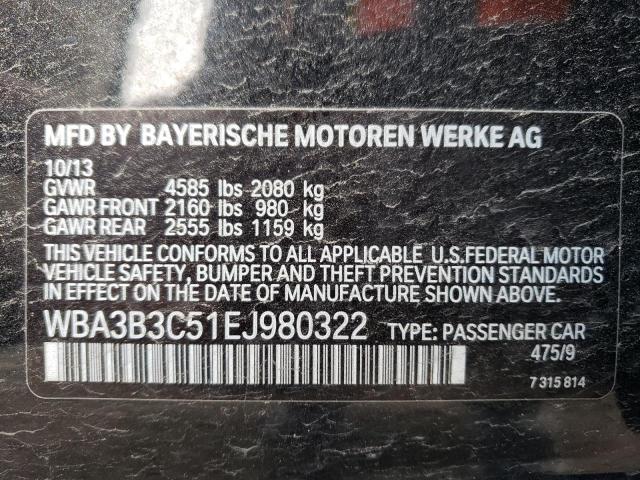 MFD BY BAYERISCHE MOTOREN WERKE AG
10/13
GVWR 4585 lbs 2080 kg
GAWR FRONT 2160 lbs 980 kg
GAWR REAR 2555 lbs 1159 kg
THIS VEHICLE CONFORMS TO ALL APPLICABLE U.S.FEDERAL MOTOR
VEHICLE SAFETY, BUMPER AND THEFT PREVENTION STANDARDS
IN EFFECT ON THE DATE OF MANUFACTURE SHOWN ABOVE.
WBA3B3C51EJ980322 TYPE: PASSENGER CAR
475/9
7 315 814